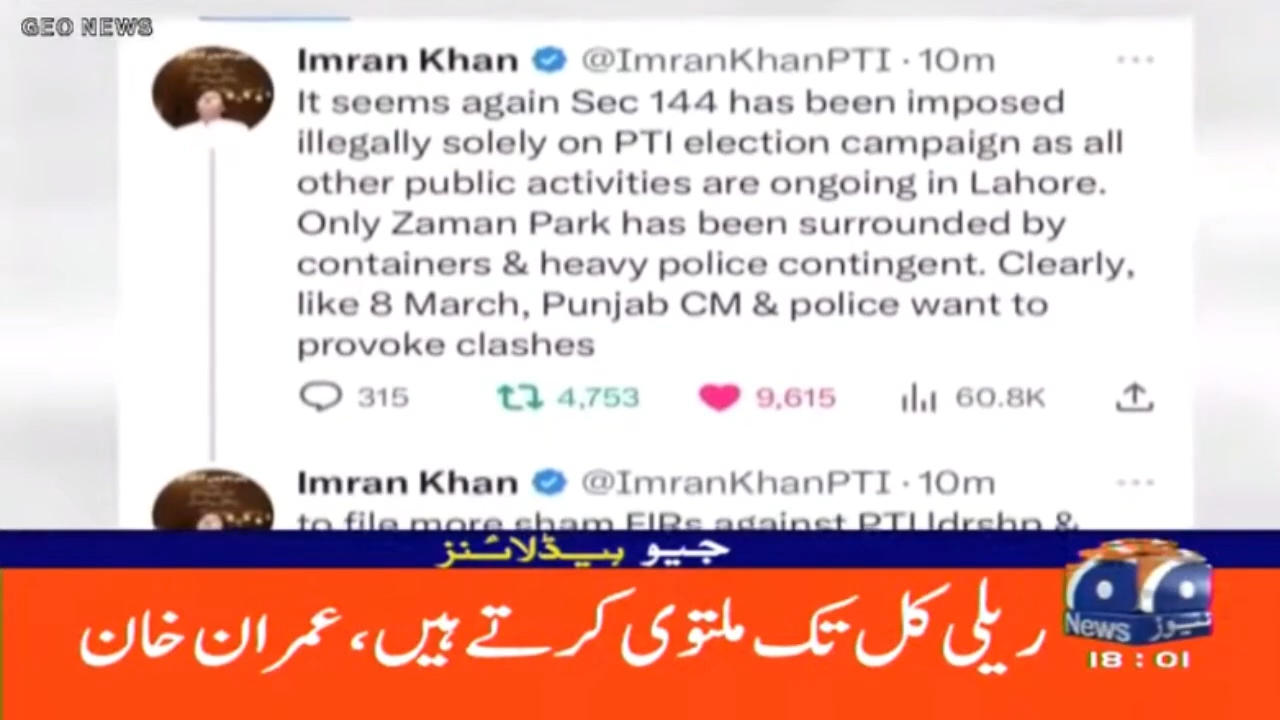 GEO NEWS
Imran Khan @ImranKhanPTI · 10m
It seems again Sec 144 has been imposed
illegally solely on PTI election campaign as all
other public activities are ongoing in Lahore.
Only Zaman Park has been surrounded by
containers & heavy police contingent. Clearly,
like 8 March, Punjab CM & police want to
provoke clashes
315 4,753 9,615 60.8K
Imran Khan @ImranKhanPTI · 10m
to file more sham FIRs against PTI ldrshp &
جیو ہیڈلائنز
ریلی کل تک ملتوی کرتے ہیں، عمران خان
News نیوز
18:01